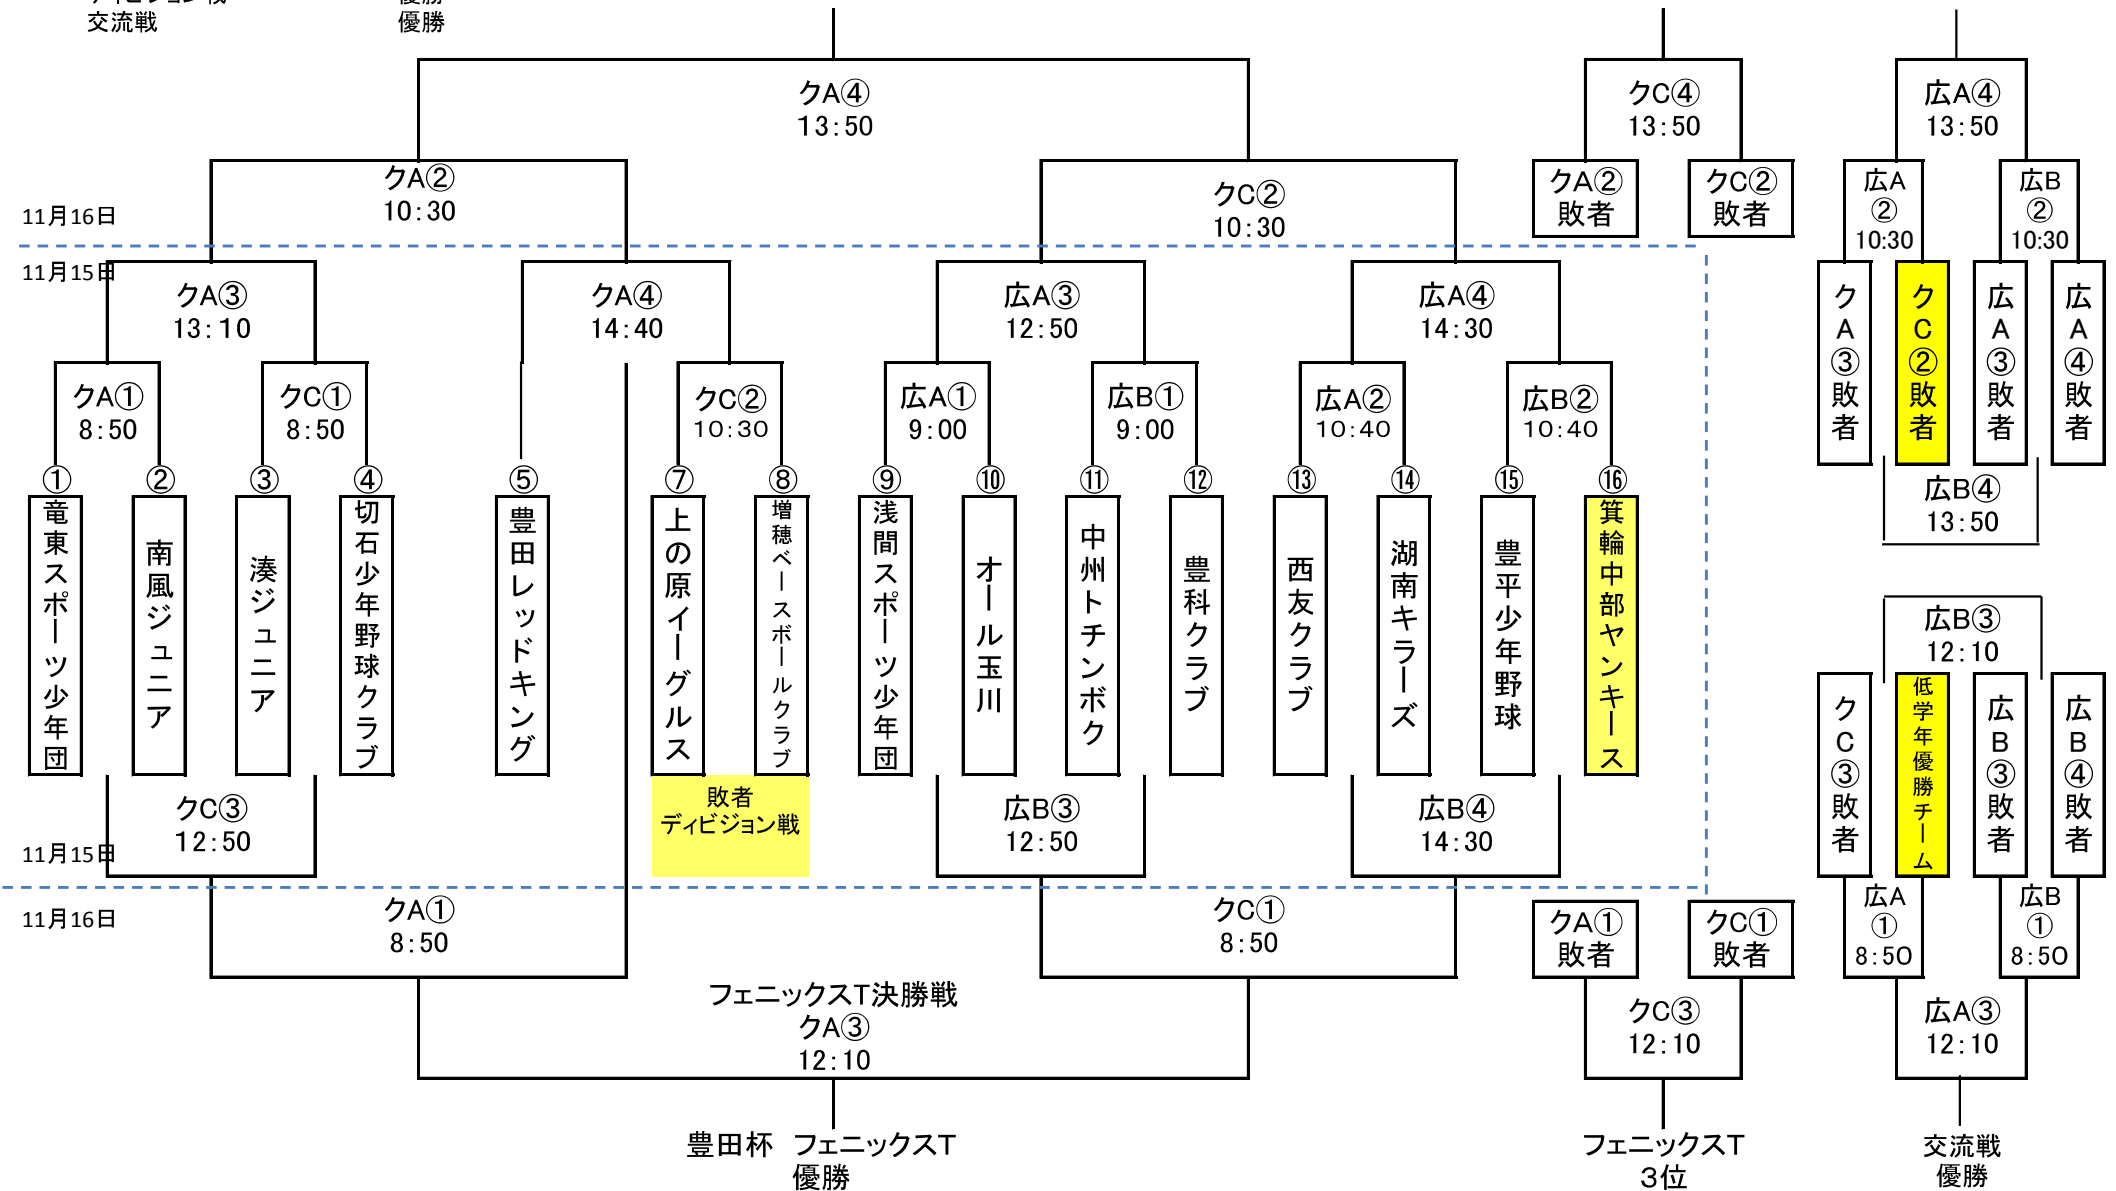 交流戦
優勝
クA④
13:50
クC④
13:50
広A④
13:50
クA②
10:30
クC②
10:30
クA②
敗者
クC②
敗者
広A
②
10:30
広B
②
10:30
11月16日
11月15日
クA③
13:10
クA④
14:40
広A③
12:50
広A④
14:30
クA③敗者
クC②敗者
広A③敗者
広A④敗者
クA①
8:50
クC①
8:50
クC②
10:30
広A①
9:00
広B①
9:00
広A②
10:40
広B②
10:40
広B④
13:50
①
②
③
④
⑤
⑦
⑧
⑨
⑩
⑪
⑫
⑬
⑭
⑮
⑯
竜東スポーツ少年団
南風ジュニア
湊ジュニア
切石少年野球クラブ
豊田レッドキング
上の原イーグルス
増穂ベースボールクラブ
浅間スポーツ少年団
オール玉川
中州トチンボク
豊科クラブ
西友クラブ
湖南キラーズ
豊平少年野球
箕輪中部ヤンキース
広B③
12:10
クC③敗者
低学年優勝チーム
広B③敗者
広B④敗者
クC③
12:50
敗者
ディビジョン戦
広B③
12:50
広B④
14:30
11月15日
11月16日
クA①
8:50
クC①
8:50
クA①
敗者
クC①
敗者
広A
①
8:50
広B
①
8:50
フェニックスT決勝戦
クA③
12:10
クC③
12:10
広A③
12:10
豊田杯 フェニックスT
優勝
フェニックスT
3位
交流戦
優勝